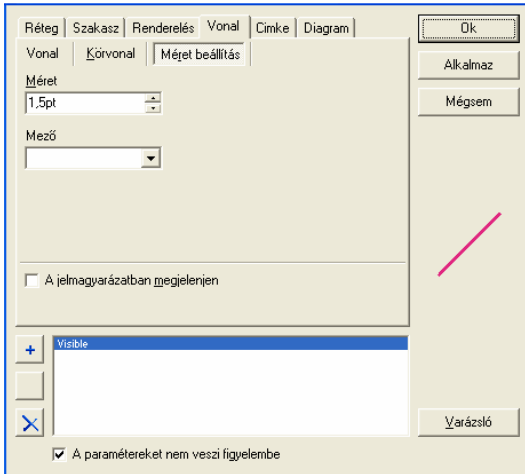 Réteg Szakasz Renderelés Vonal Cimke Diagram
Vonal Körvonal Méret beállítás
Méret
1,5pt
Mező
A jelmagyarázatban megjelenjen
Ok
Alkalmaz
Mégsem
Visible
Varázsló
A paramétereket nem veszi figyelembe